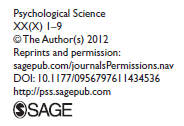 Psychological Science
XX(X) 1–9
© The Author(s) 2012
Reprints and permission:
sagepub.com/journalsPermissions.nav
DOI: 10.1177/0956797611434536
http://pss.sagepub.com
SAGE